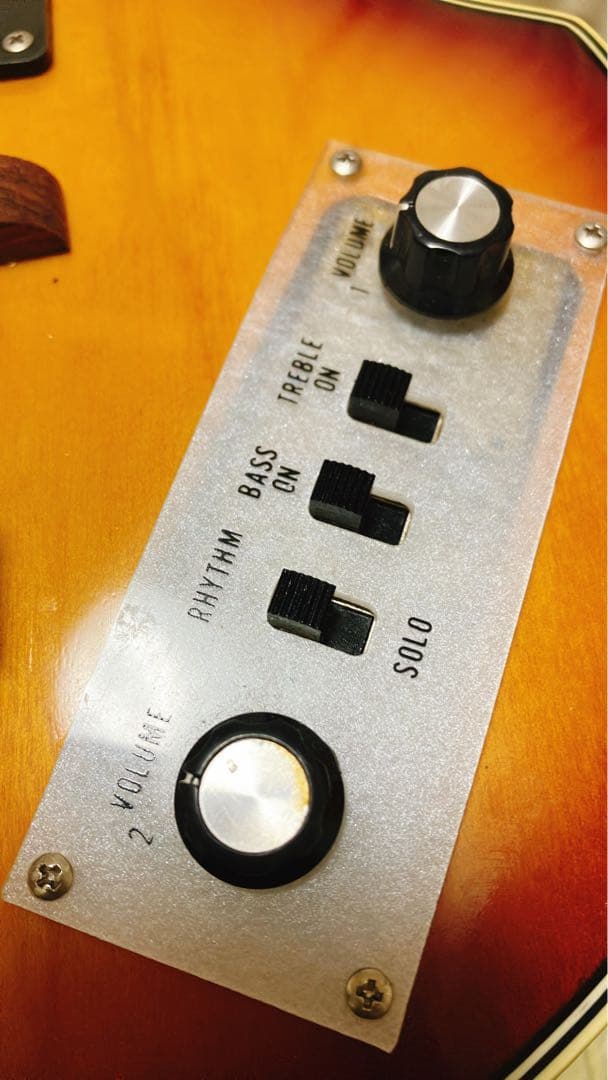 VOLUME
1
TREBLE
ON
BASS
ON
RHYTHM
SOLO
VOLUME
2